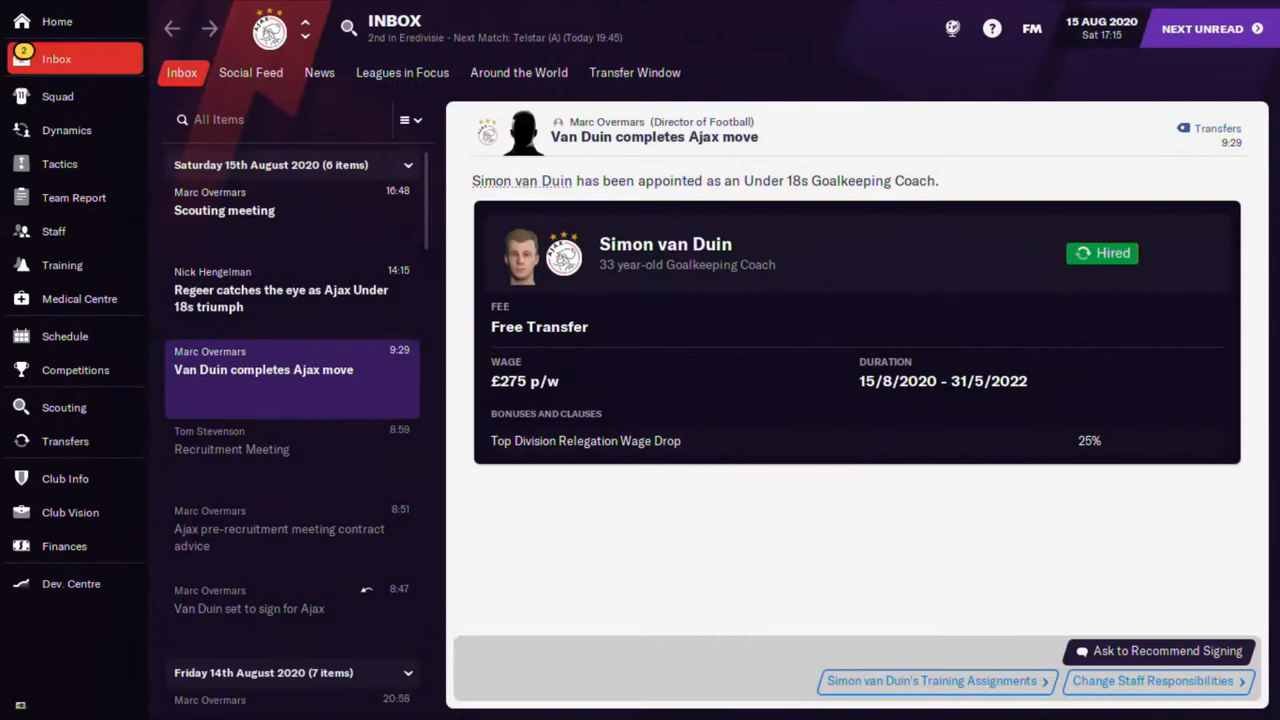 Home
2
Inbox
Squad
Dynamics
Tactics
Team Report
Staff
Training
Medical Centre
Schedule
Competitions
Scouting
Transfers
Club Info
Club Vision
Finances
Dev. Centre
INBOX
2nd in Eredivisie - Next Match: Telstar (A) (Today 19:45)
?
FM
15 AUG 2020
Sat 17:15
NEXT UNREAD
Inbox
Social Feed
News
Leagues in Focus
Around the World
Transfer Window
All Items
Saturday 15th August 2020 (6 items)
Marc Overmars 16:48
Scouting meeting
Nick Hengelman 14:15
Regeer catches the eye as Ajax Under
18s triumph
Marc Overmars 9:29
Van Duin completes Ajax move
Tom Stevenson 8:59
Recruitment Meeting
Marc Overmars 8:51
Ajax pre-recruitment meeting contract
advice
Marc Overmars 8:47
Van Duin set to sign for Ajax
Friday 14th August 2020 (7 items)
Marc Overmars 20:58
Marc Overmars (Director of Football)
Van Duin completes Ajax move
Transfers
9:29
Simon van Duin has been appointed as an Under 18s Goalkeeping Coach.
Simon van Duin
33 year-old Goalkeeping Coach
Hired
FEE
Free Transfer
WAGE
£275 p/w
DURATION
15/8/2020 - 31/5/2022
BONUSES AND CLAUSES
Top Division Relegation Wage Drop 25%
Ask to Recommend Signing
Simon van Duin's Training Assignments
Change Staff Responsibilities